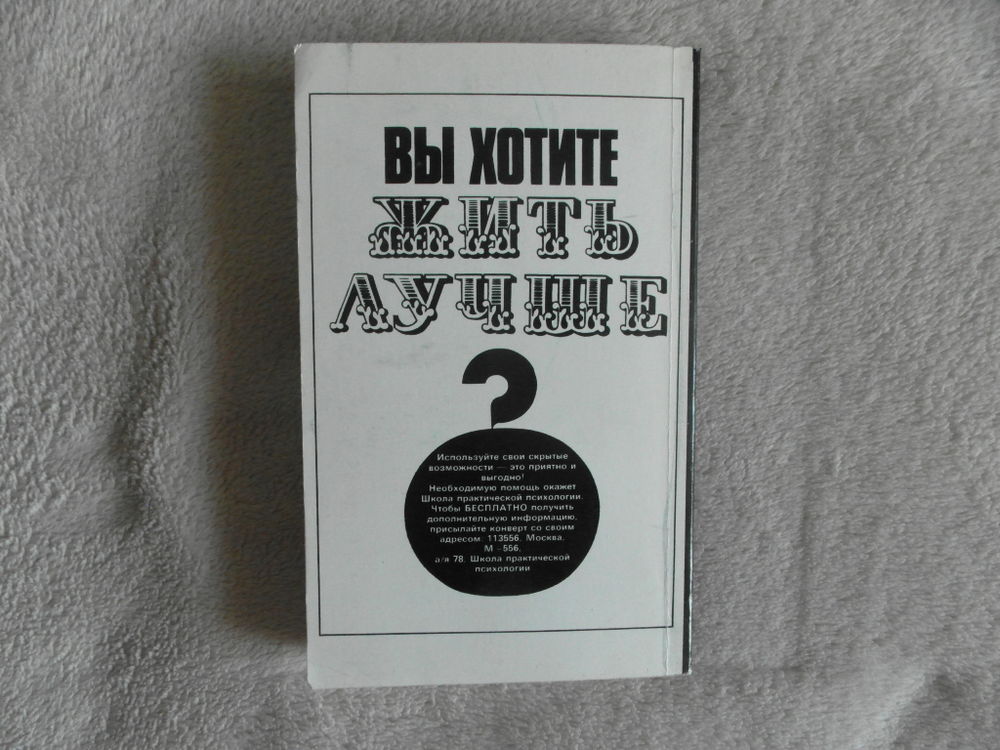 ВЫ ХОТИТЕ
ЖИТЬ
ЛУЧШЕ
?
Используйте свои скрытые
возможности — это приятно и
выгодно!
Необходимую помощь окажет
Школа практической психологии.
Чтобы БЕСПЛАТНО получить
дополнительную информацию,
присылайте конверт со своим
адресом: 113556, Москва,
М-556,
а/я 78. Школа практической
психологии